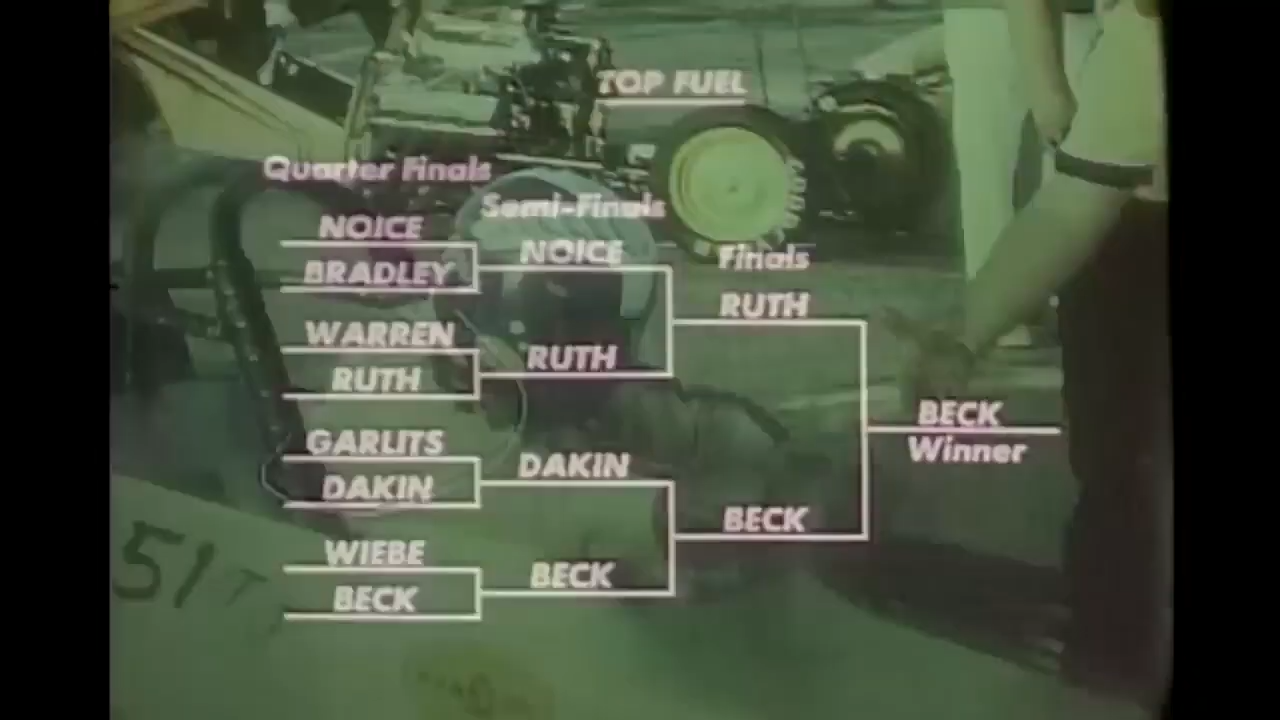 TOP FUEL
Quarter Finals
Semi-Finals
Finals
NOICE
BRADLEY
WARREN
RUTH
GARLITS
DAKIN
WIEBE
BECK
NOICE
RUTH
DAKIN
BECK
RUTH
BECK
BECK
Winner
51